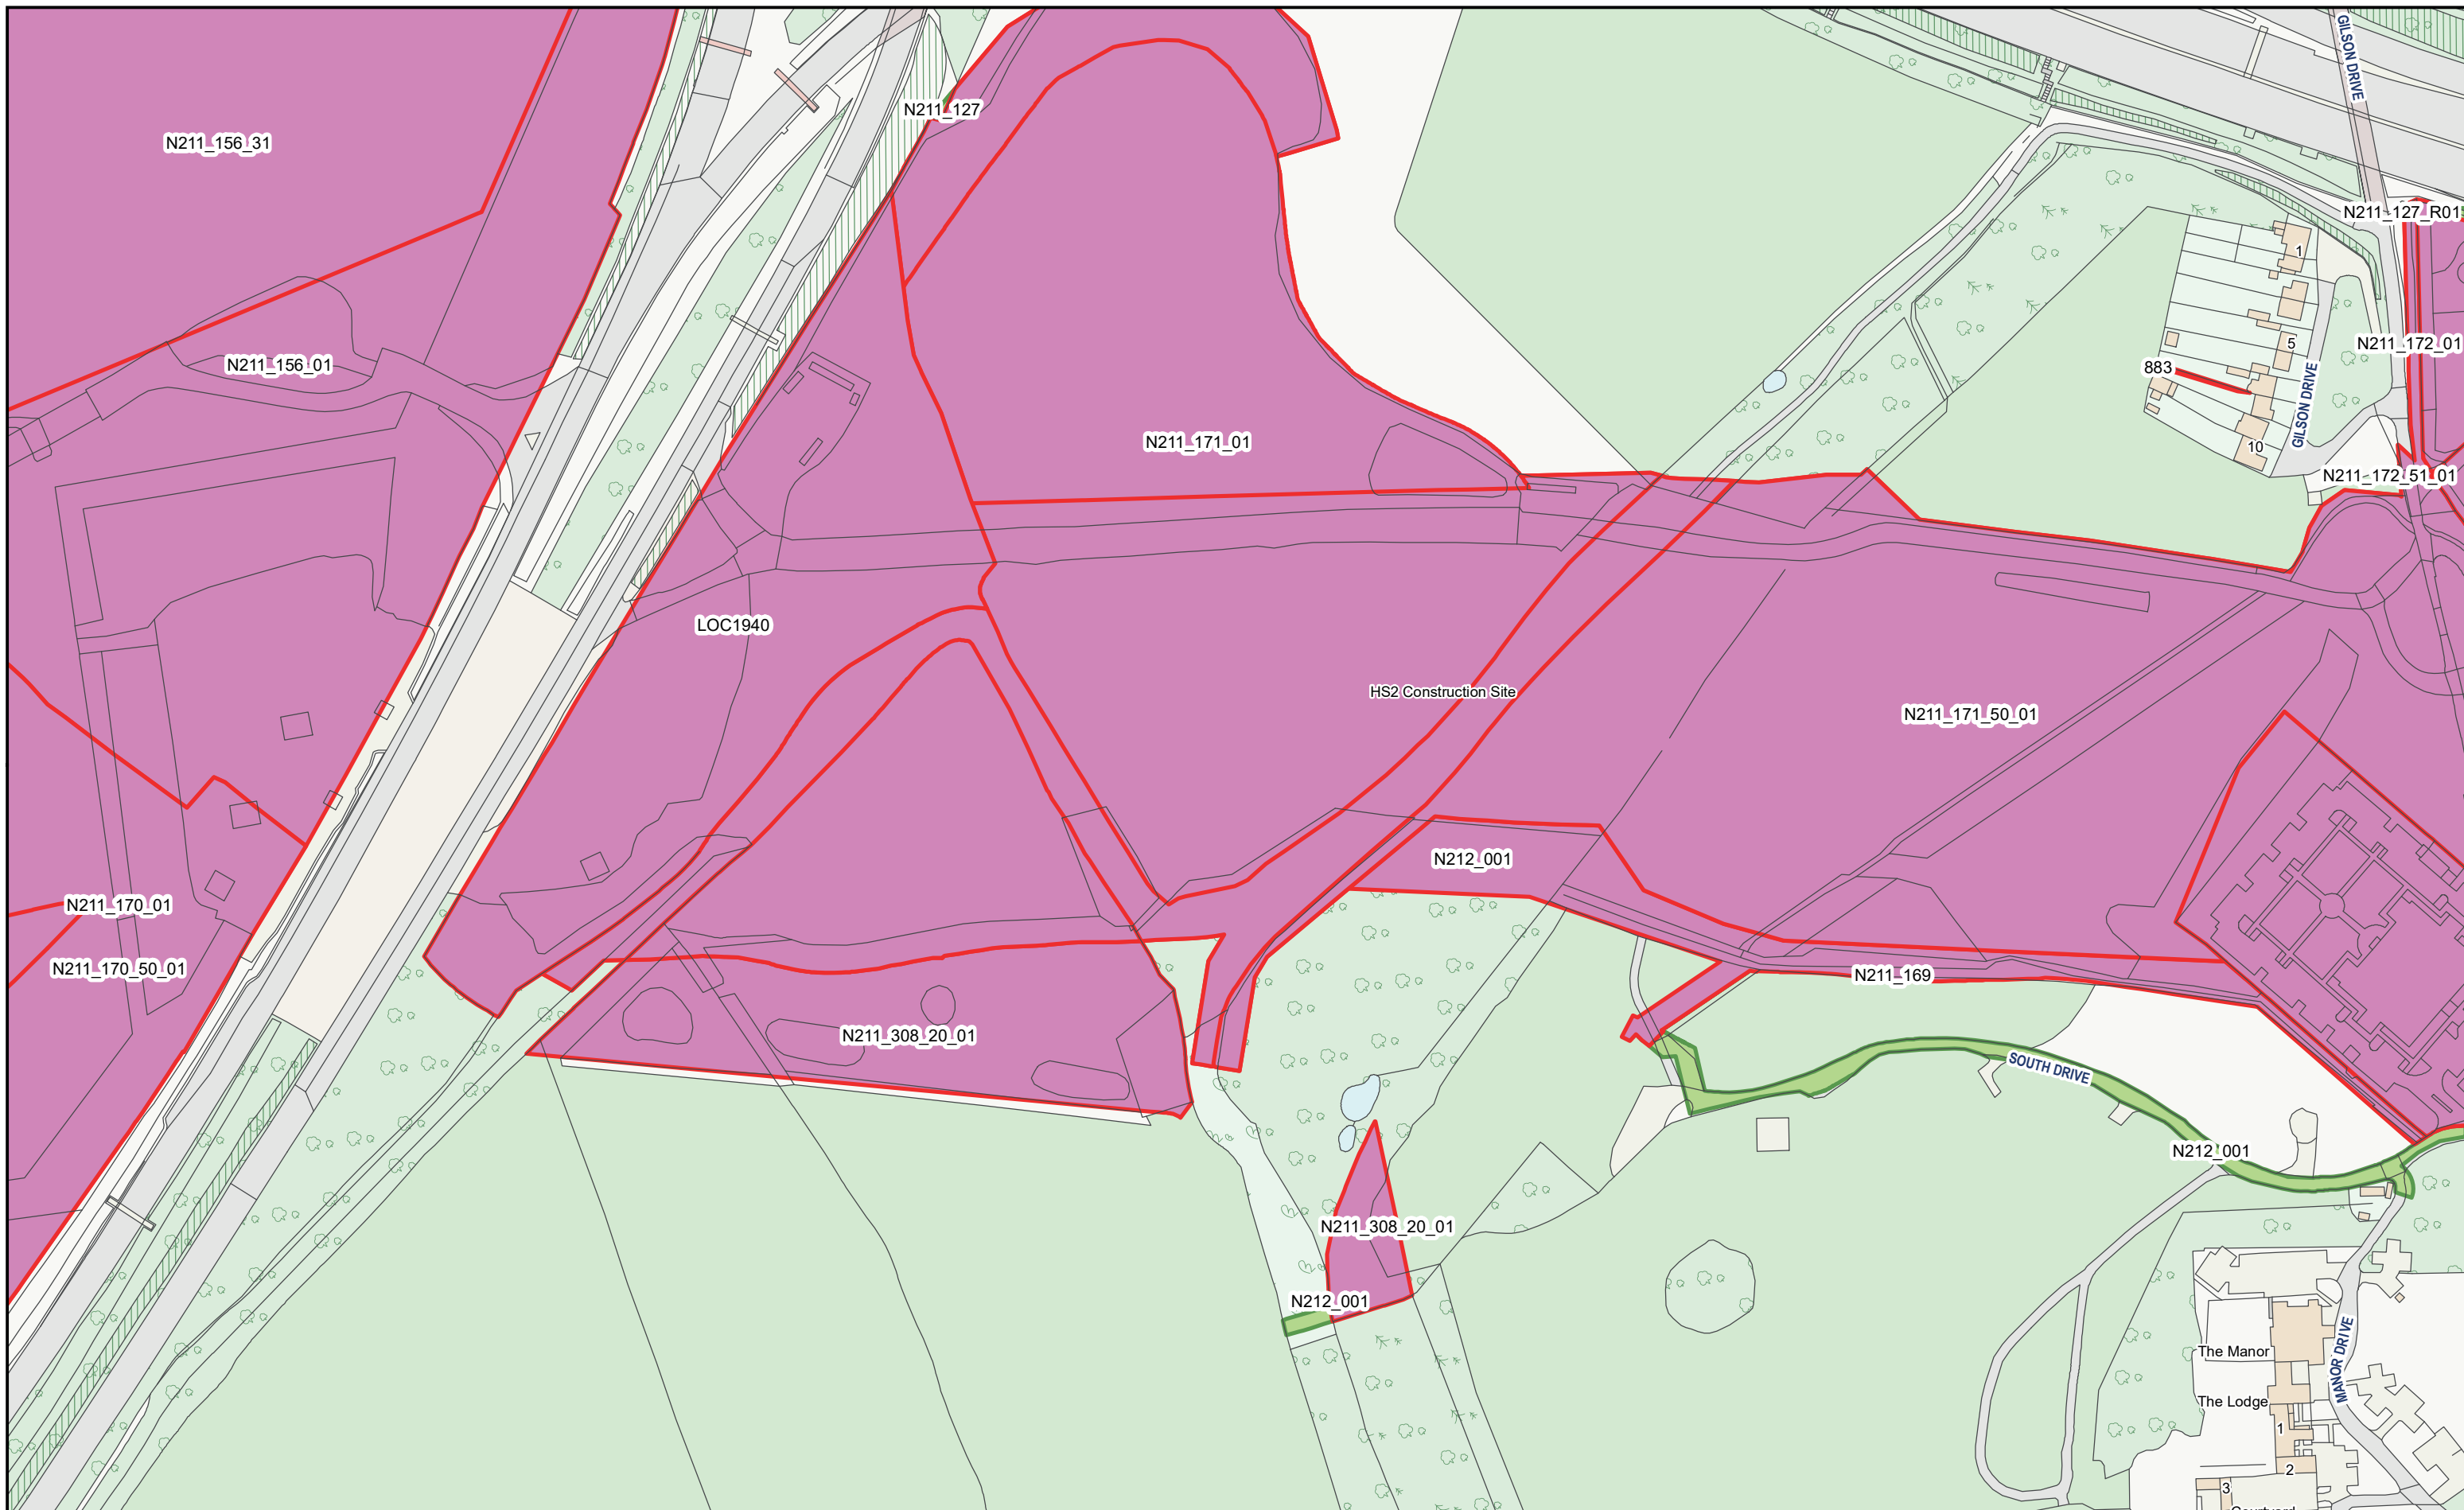 GILSON DRIVE
N211_127
N211_156_31
N211_127_R01
1
N211_172_01
5
N211_156_01
883
GILSON DRIVE
N211_171_01
10
N211_172_51_01
LOC1940
HS2 Construction Site
N211_171_50_01
N212_001
N211_170_01
N211_170_50_01
N211_169
N211_308_20_01
SOUTH DRIVE
N212_001
N211_308_20_01
N212_001
The Manor
MANOR DRIVE
The Lodge
1
2
3